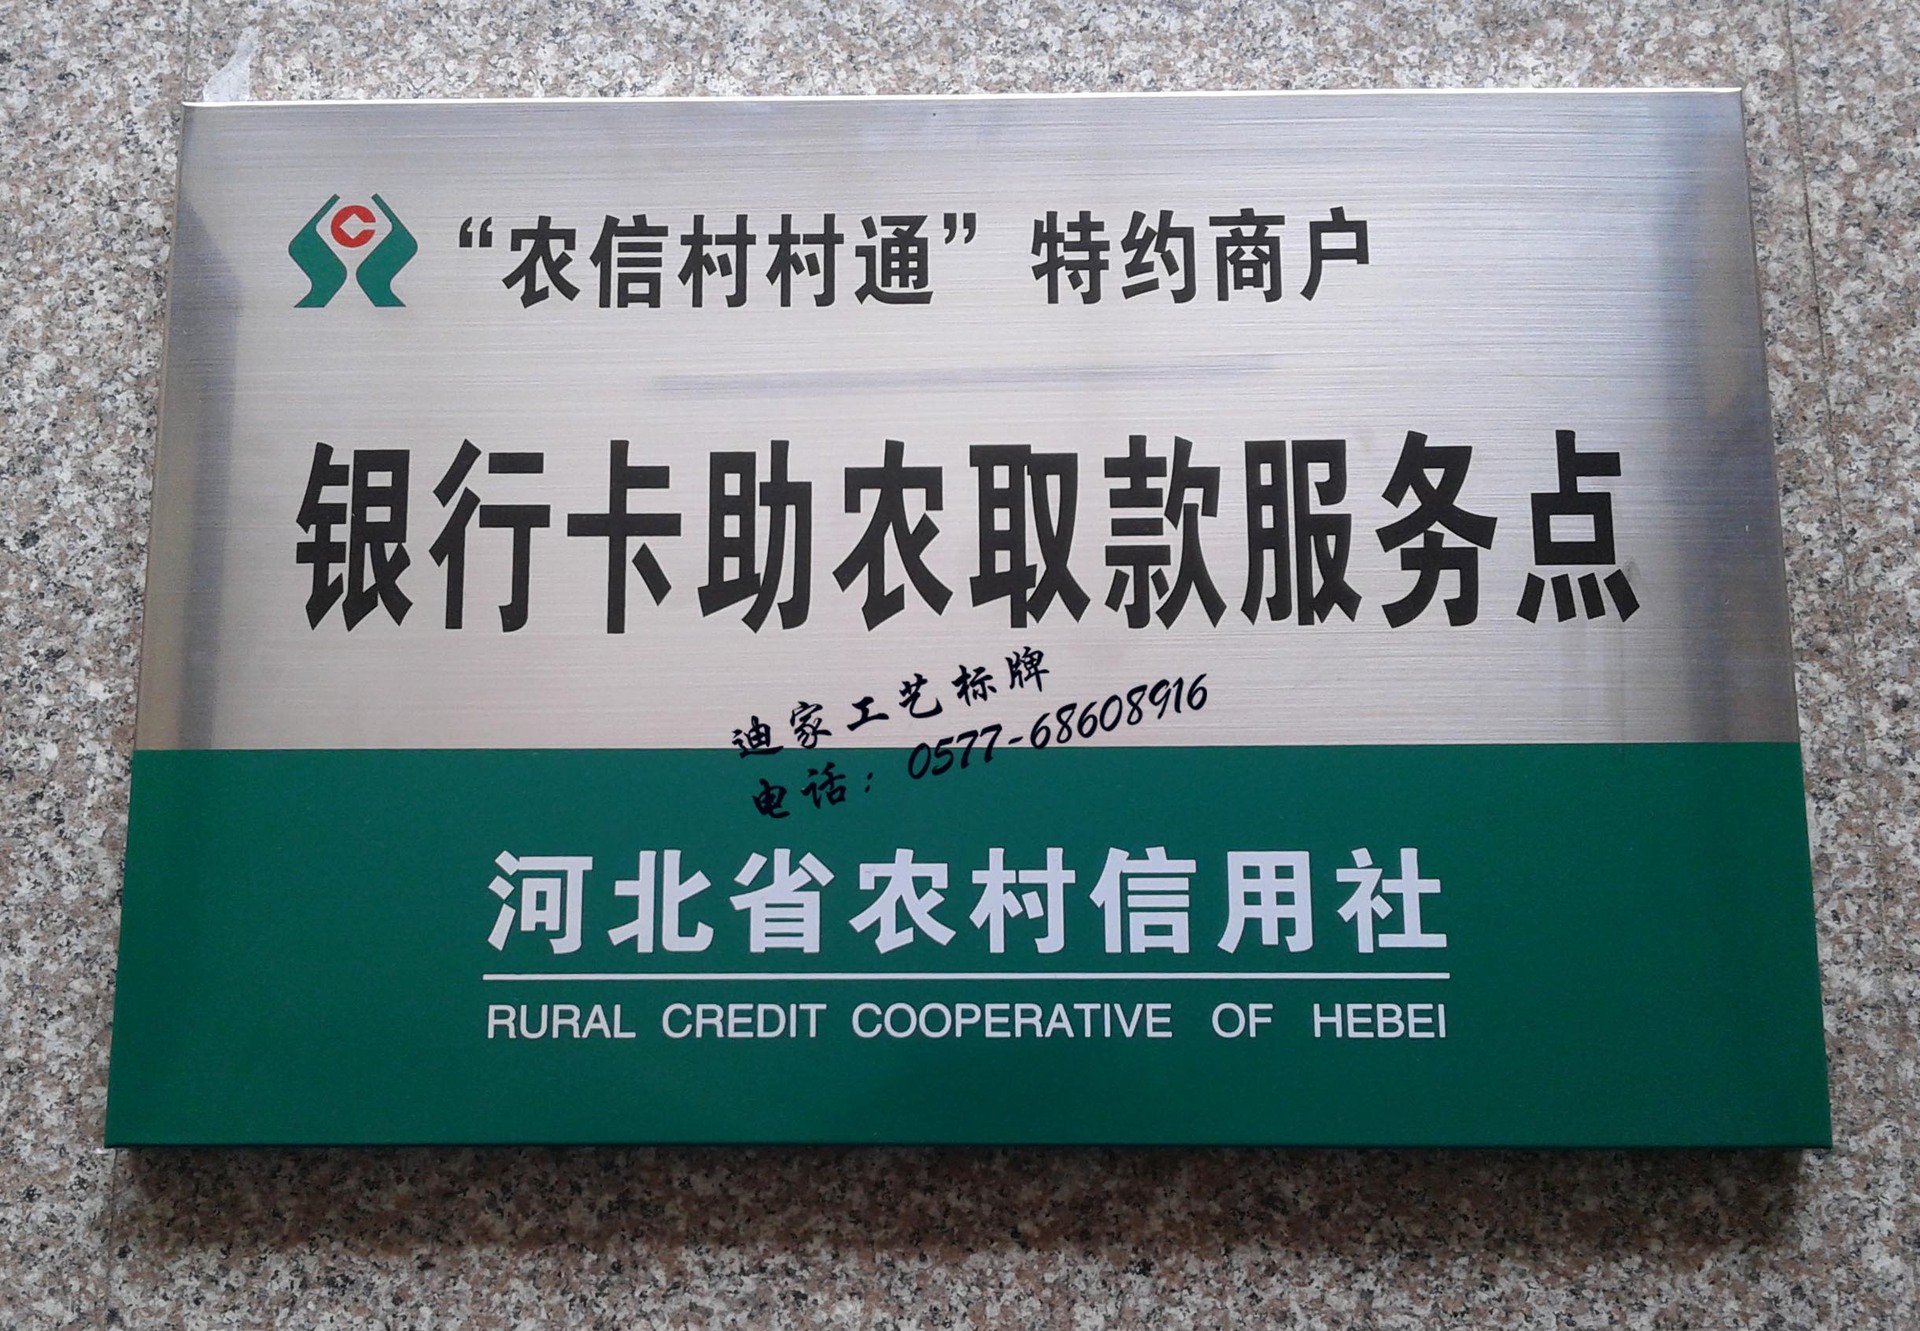 “农信村村通”特约商户
银行卡助农取款服务点
迪家工艺标牌
电话：0577-68608916
河北省农村信用社
RURAL CREDIT COOPERATIVE OF HEBEI